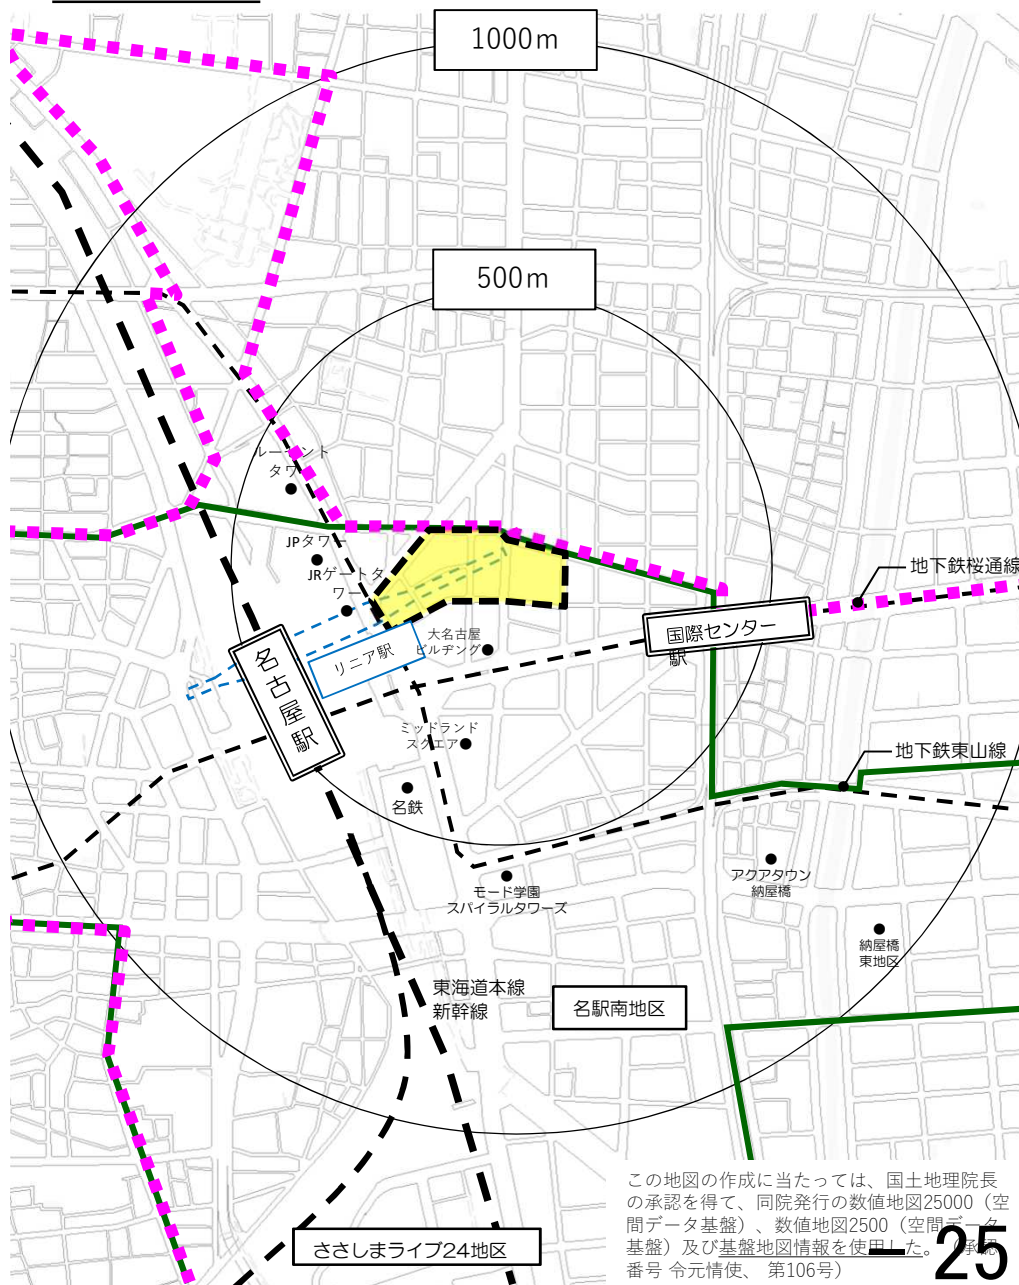 1000m
500m
ルーセント
タワー
JPタワー
JRゲートタ
ワー
地下鉄桜通線
国際センター
駅
大名古屋
ビルヂング
リニア駅
名古屋駅
ミッドランド
スクエア
地下鉄東山線
名鉄
アクアタウン
納屋橋
モード学園
スパイラルタワーズ
納屋橋
東地区
東海道本線
新幹線
名駅南地区
ささしまライブ24地区
この地図の作成に当たっては、国土地理院長
の承認を得て、同院発行の数値地図25000（空
間データ基盤）、数値地図2500（空間データ
基盤）及び基盤地図情報を使用した。（承認
番号 令元情使、 第106号）
25